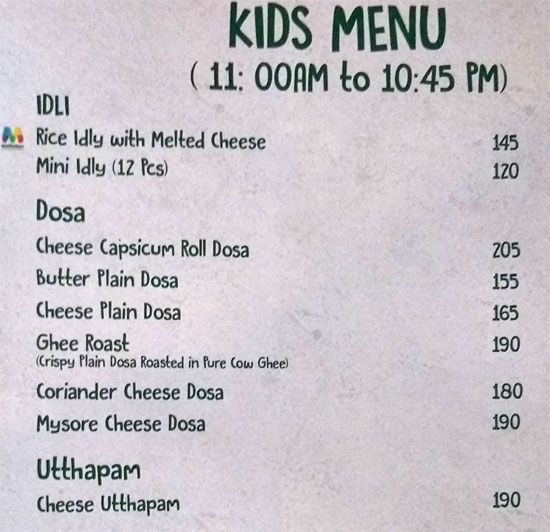 KIDS MENU
( 11: 00AM to 10:45 PM)
IDLI
Rice Idly with Melted Cheese 145
Mini Idly (12 Pcs) 120
Dosa
Cheese Capsicum Roll Dosa 205
Butter Plain Dosa 155
Cheese Plain Dosa 165
Ghee Roast 190
(Crispy Plain Dosa Roasted in Pure Cow Ghee)
Coriander Cheese Dosa 180
Mysore Cheese Dosa 190
Utthapam
Cheese Utthapam 190